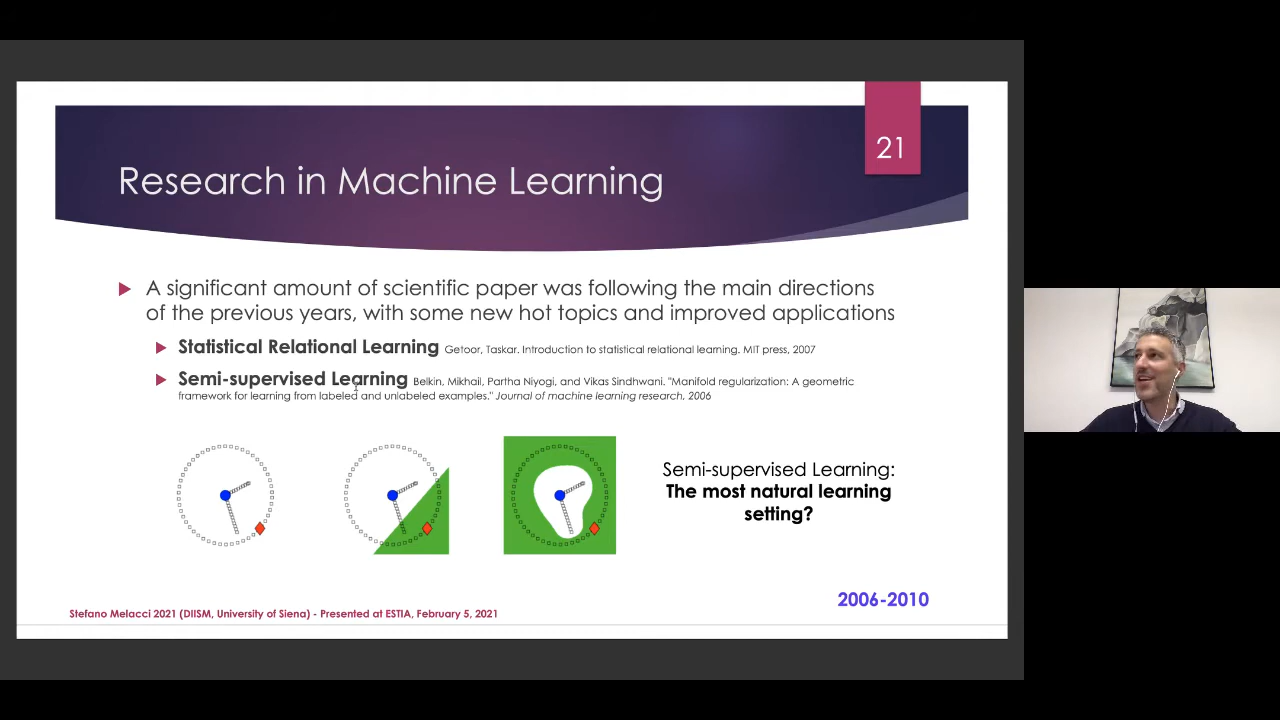 21
Research in Machine Learning
A significant amount of scientific paper was following the main directions
of the previous years, with some new hot topics and improved applications
Statistical Relational Learning Getoor, Taskar. Introduction to statistical relational learning. MIT press, 2007
Semi-supervised Learning Belkin, Mikhail, Partha Niyogi, and Vikas Sindhwani. "Manifold regularization: A geometric
framework for learning from labeled and unlabeled examples." Journal of machine learning research, 2006
Semi-supervised Learning:
The most natural learning
setting?
2006-2010
Stefano Melacci 2021 (DIISM, University of Siena) - Presented at ESTIA, February 5, 2021